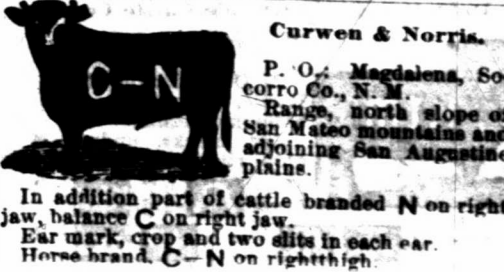 C-N
Curwen & Norris.
P. O.: Magdalena, So
corro Co., N. M.
Range, north slope of
San Mateo mountains and
adjoining San Augustine
plains.
In addition part of cattle branded N on right
jaw, balance C on right jaw.
Ear mark, crop and two slits in each ear.
Horse brand, C-N on rightthigh